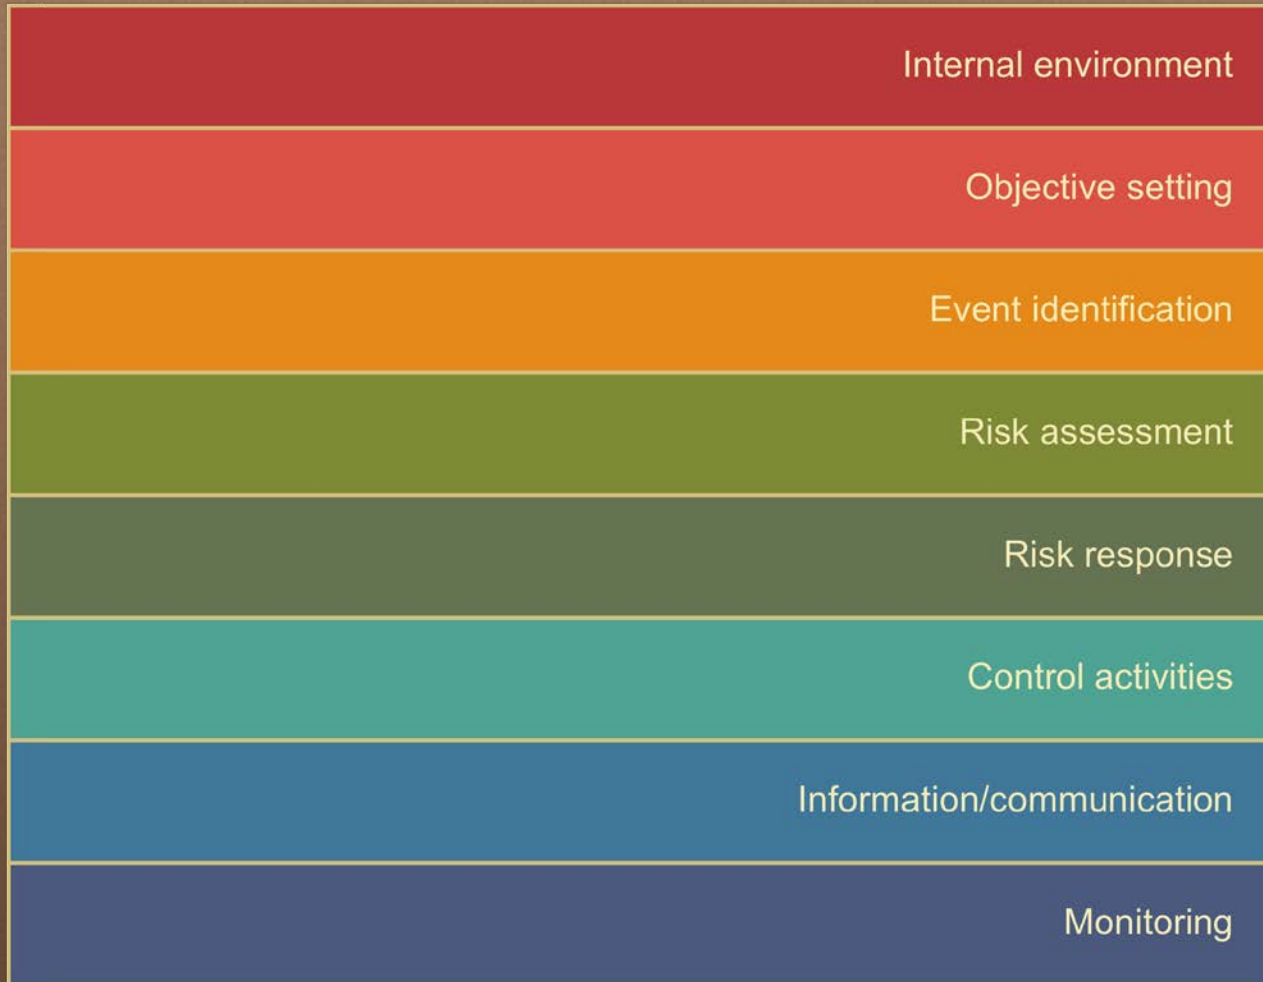 Internal environment
Objective setting
Event identification
Risk assessment
Risk response
Control activities
Information/communication
Monitoring